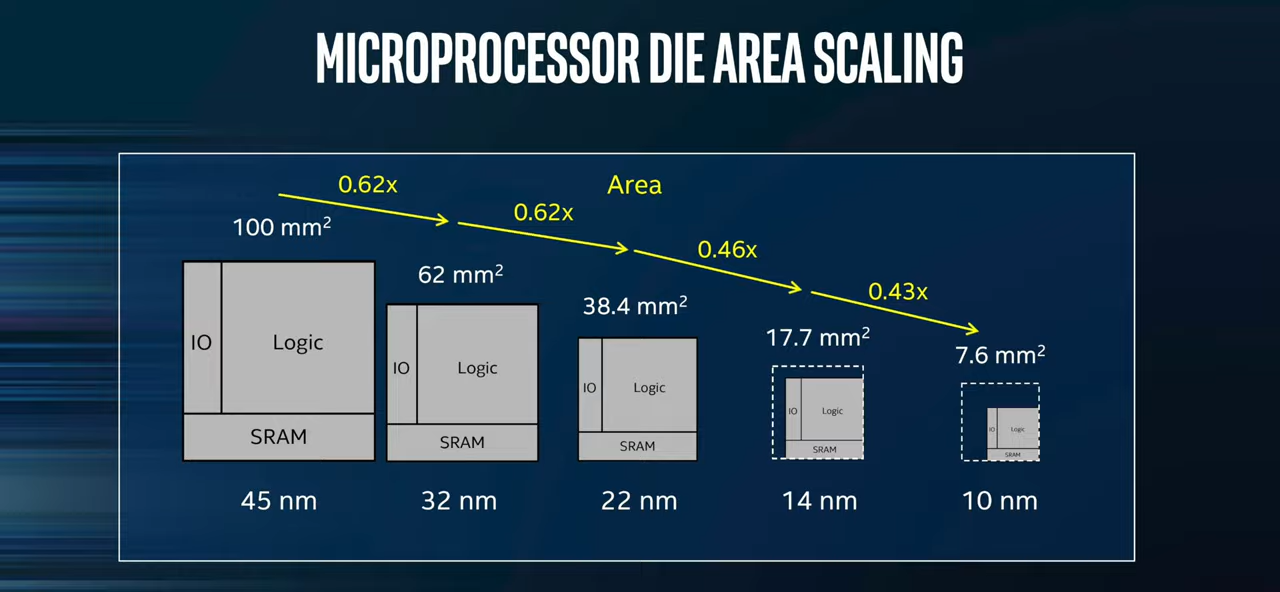 MICROPROCESSOR DIE AREA SCALING
0.62x
Area
0.62x
100 mm²
0.46x
62 mm²
0.43x
38.4 mm²
17.7 mm²
7.6 mm²
IO
Logic
IO
Logic
IO
Logic
IO
Logic
IO
Logic
SRAM
SRAM
SRAM
SRAM
SRAM
45 nm
32 nm
22 nm
14 nm
10 nm